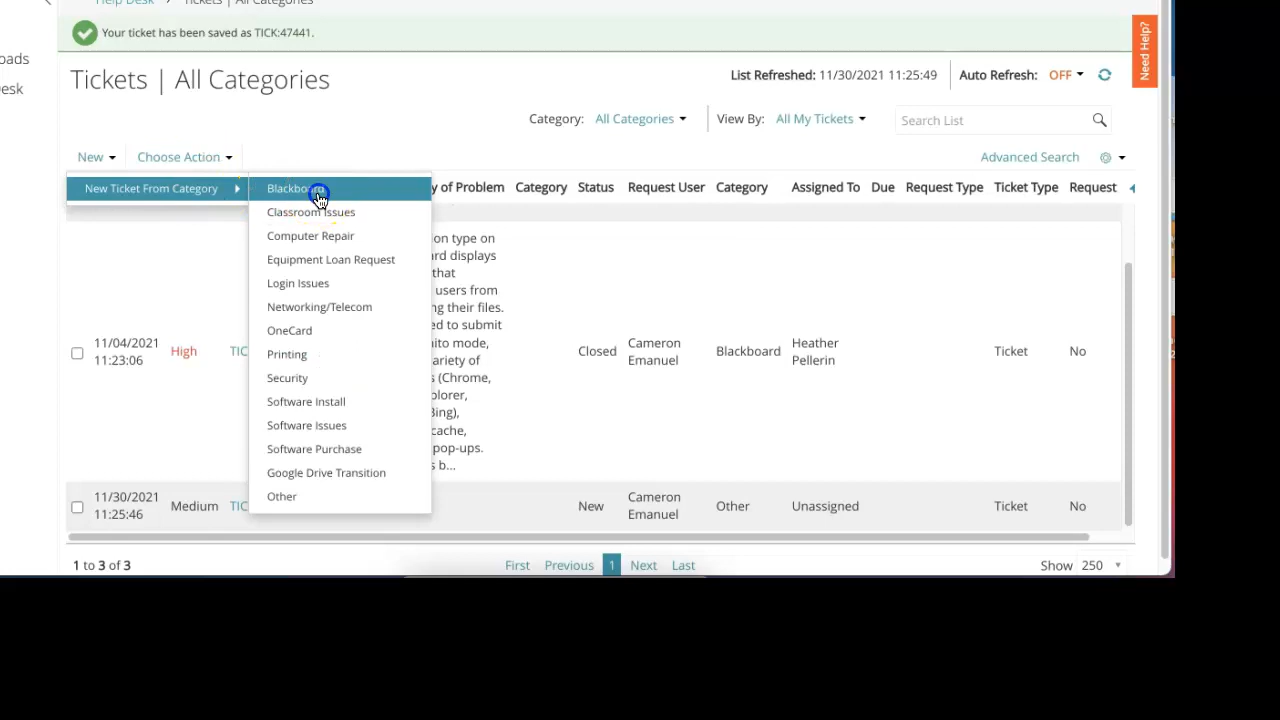 Help Desk > Tickets | All Categories
oads
esk
Your ticket has been saved as TICK:47441.
Need Help?
Tickets | All Categories
List Refreshed: 11/30/2021 11:25:49
Auto Refresh: OFF
Category: All Categories
View By: All My Tickets
Search List
New
Choose Action
Advanced Search
New Ticket From Category
Blackboard
Classroom Issues
Computer Repair
Equipment Loan Request
Login Issues
Networking/Telecom
OneCard
Printing
Security
Software Install
Software Issues
Software Purchase
Google Drive Transition
Other
y of Problem Category Status Request User Category Assigned To Due Request Type Ticket Type Request
11/04/2021
11:23:06
High
TIC
on type on
rd displays
that
users from
ng their files.
ed to submit
nito mode,
ariety of
s (Chrome,
plorer,
Bing),
cache,
pop-ups.
s b...
Closed
Cameron
Emanuel
Blackboard
Heather
Pellerin
Ticket
No
11/30/2021
11:25:46
Medium
TIC
New
Cameron
Emanuel
Other
Unassigned
Ticket
No
1 to 3 of 3
First Previous 1 Next Last
Show 250